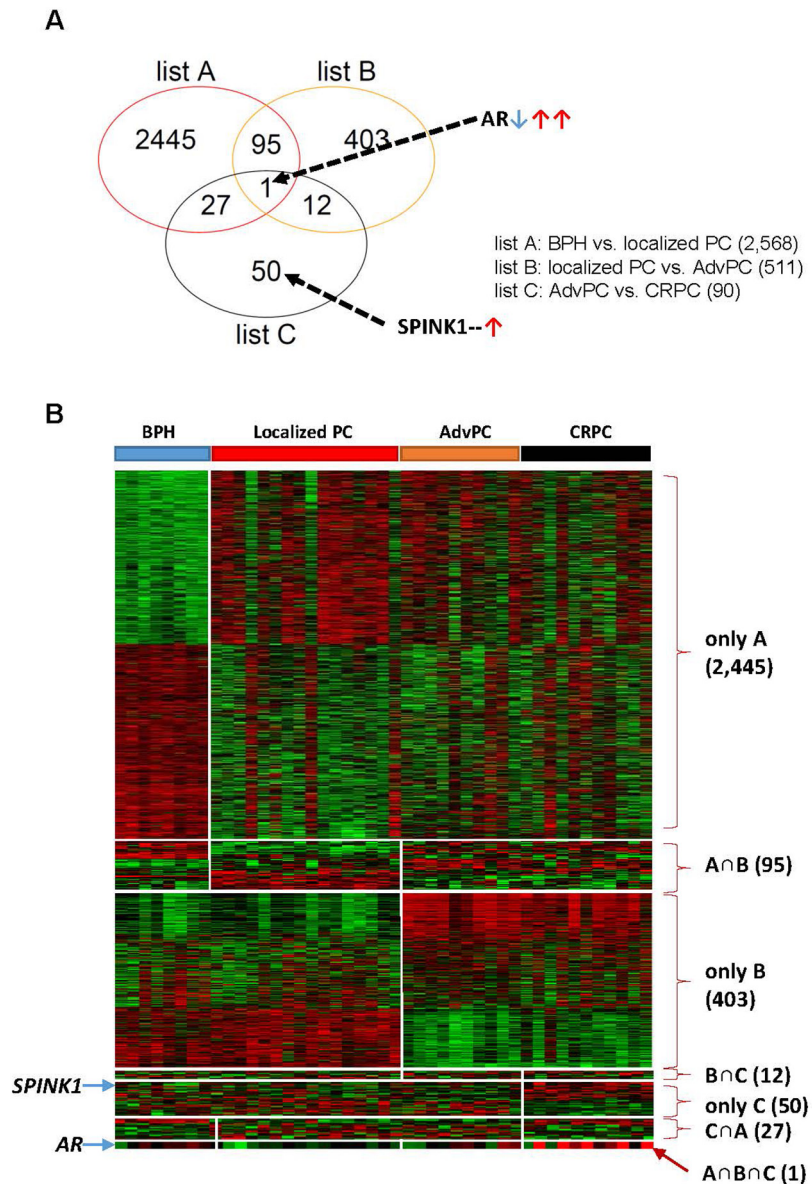 A
list A
list B
2445
95
403
AR↓↑↑
1
27
12
50
list A: BPH vs. localized PC (2,568)
list B: localized PC vs. AdvPC (511)
list C: AdvPC vs. CRPC (90)
SPINK1--↑
list C
B
BPH
Localized PC
AdvPC
CRPC
only A
(2,445)
A∩B (95)
only B
(403)
B∩C (12)
SPINK1
only C (50)
C∩A (27)
AR
A∩B∩C (1)